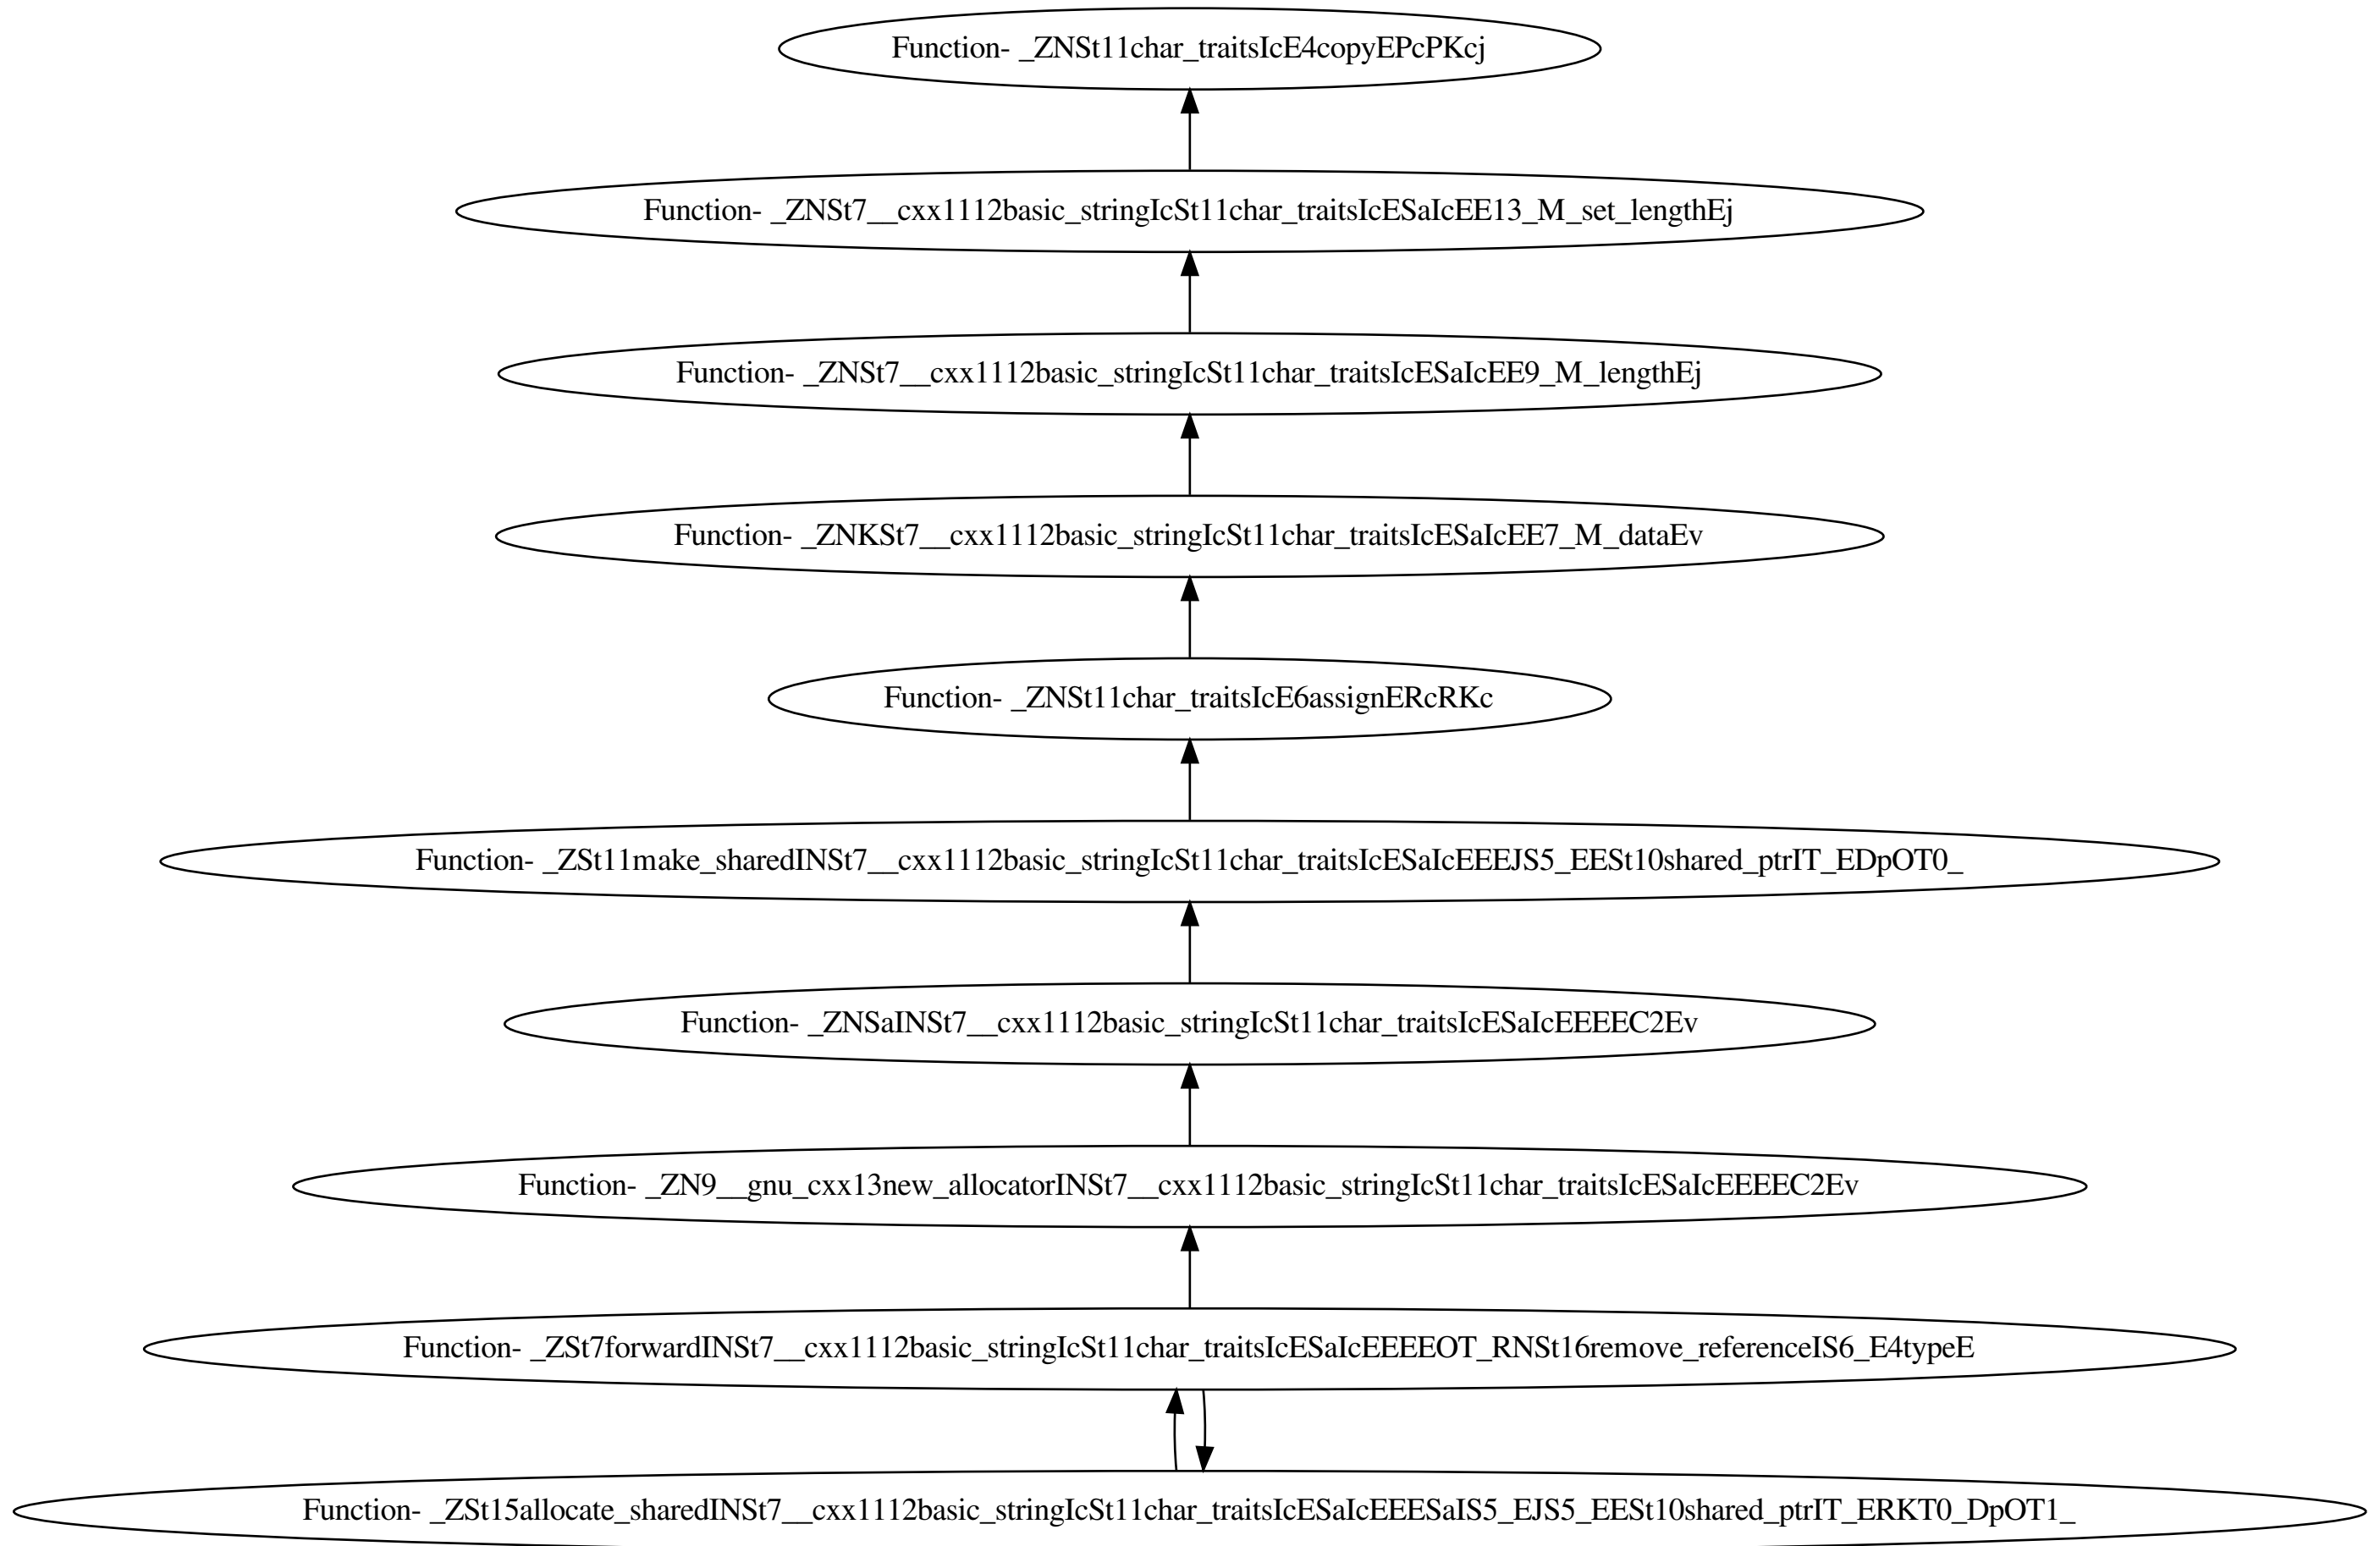 Function- _ZNSt11char_traitsIcE4copyEPcPKcj
Function- _ZNSt7__cxx1112basic_stringIcSt11char_traitsIcESaIcEE13_M_set_lengthEj
Function- _ZNSt7__cxx1112basic_stringIcSt11char_traitsIcESaIcEE9_M_lengthEj
Function- _ZNKSt7__cxx1112basic_stringIcSt11char_traitsIcESaIcEE7_M_dataEv
Function- _ZNSt11char_traitsIcE6assignERcRKc
Function- _ZSt11make_sharedINSt7__cxx1112basic_stringIcSt11char_traitsIcESaIcEEEJS5_EESt10shared_ptrIT_EDpOT0_
Function- _ZNSaINSt7__cxx1112basic_stringIcSt11char_traitsIcESaIcEEEEC2Ev
Function- _ZN9__gnu_cxx13new_allocatorINSt7__cxx1112basic_stringIcSt11char_traitsIcESaIcEEEEC2Ev
Function- _ZSt7forwardINSt7__cxx1112basic_stringIcSt11char_traitsIcESaIcEEEEOT_RNSt16remove_referenceIS6_E4typeE
Function- _ZSt15allocate_sharedINSt7__cxx1112basic_stringIcSt11char_traitsIcESaIcEEESaIS5_EJS5_EESt10shared_ptrIT_ERKT0_DpOT1_